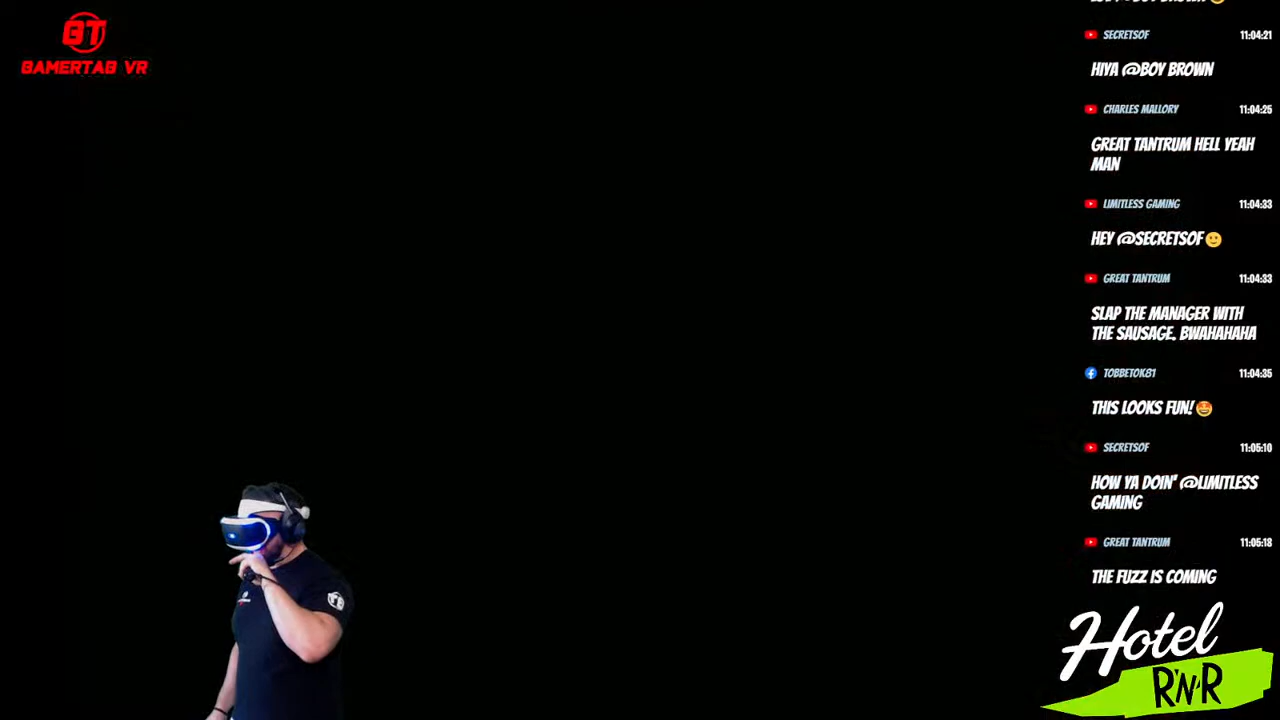 GT
GAMERTAG VR
SECRETSOF 11:04:21
HIYA @BOY BROWN
CHARLES MALLORY 11:04:25
GREAT TANTRUM HELL YEAH
MAN
LIMITLESS GAMING 11:04:33
HEY @SECRETSOF🙂
GREAT TANTRUM 11:04:33
SLAP THE MANAGER WITH
THE SAUSAGE. BWAHAHAHA
TOBBETOK81 11:04:35
THIS LOOKS FUN!🤩
SECRETSOF 11:05:10
HOW YA DOIN' @LIMITLESS
GAMING
GREAT TANTRUM 11:05:18
THE FUZZ IS COMING
Hotel
R'N'R